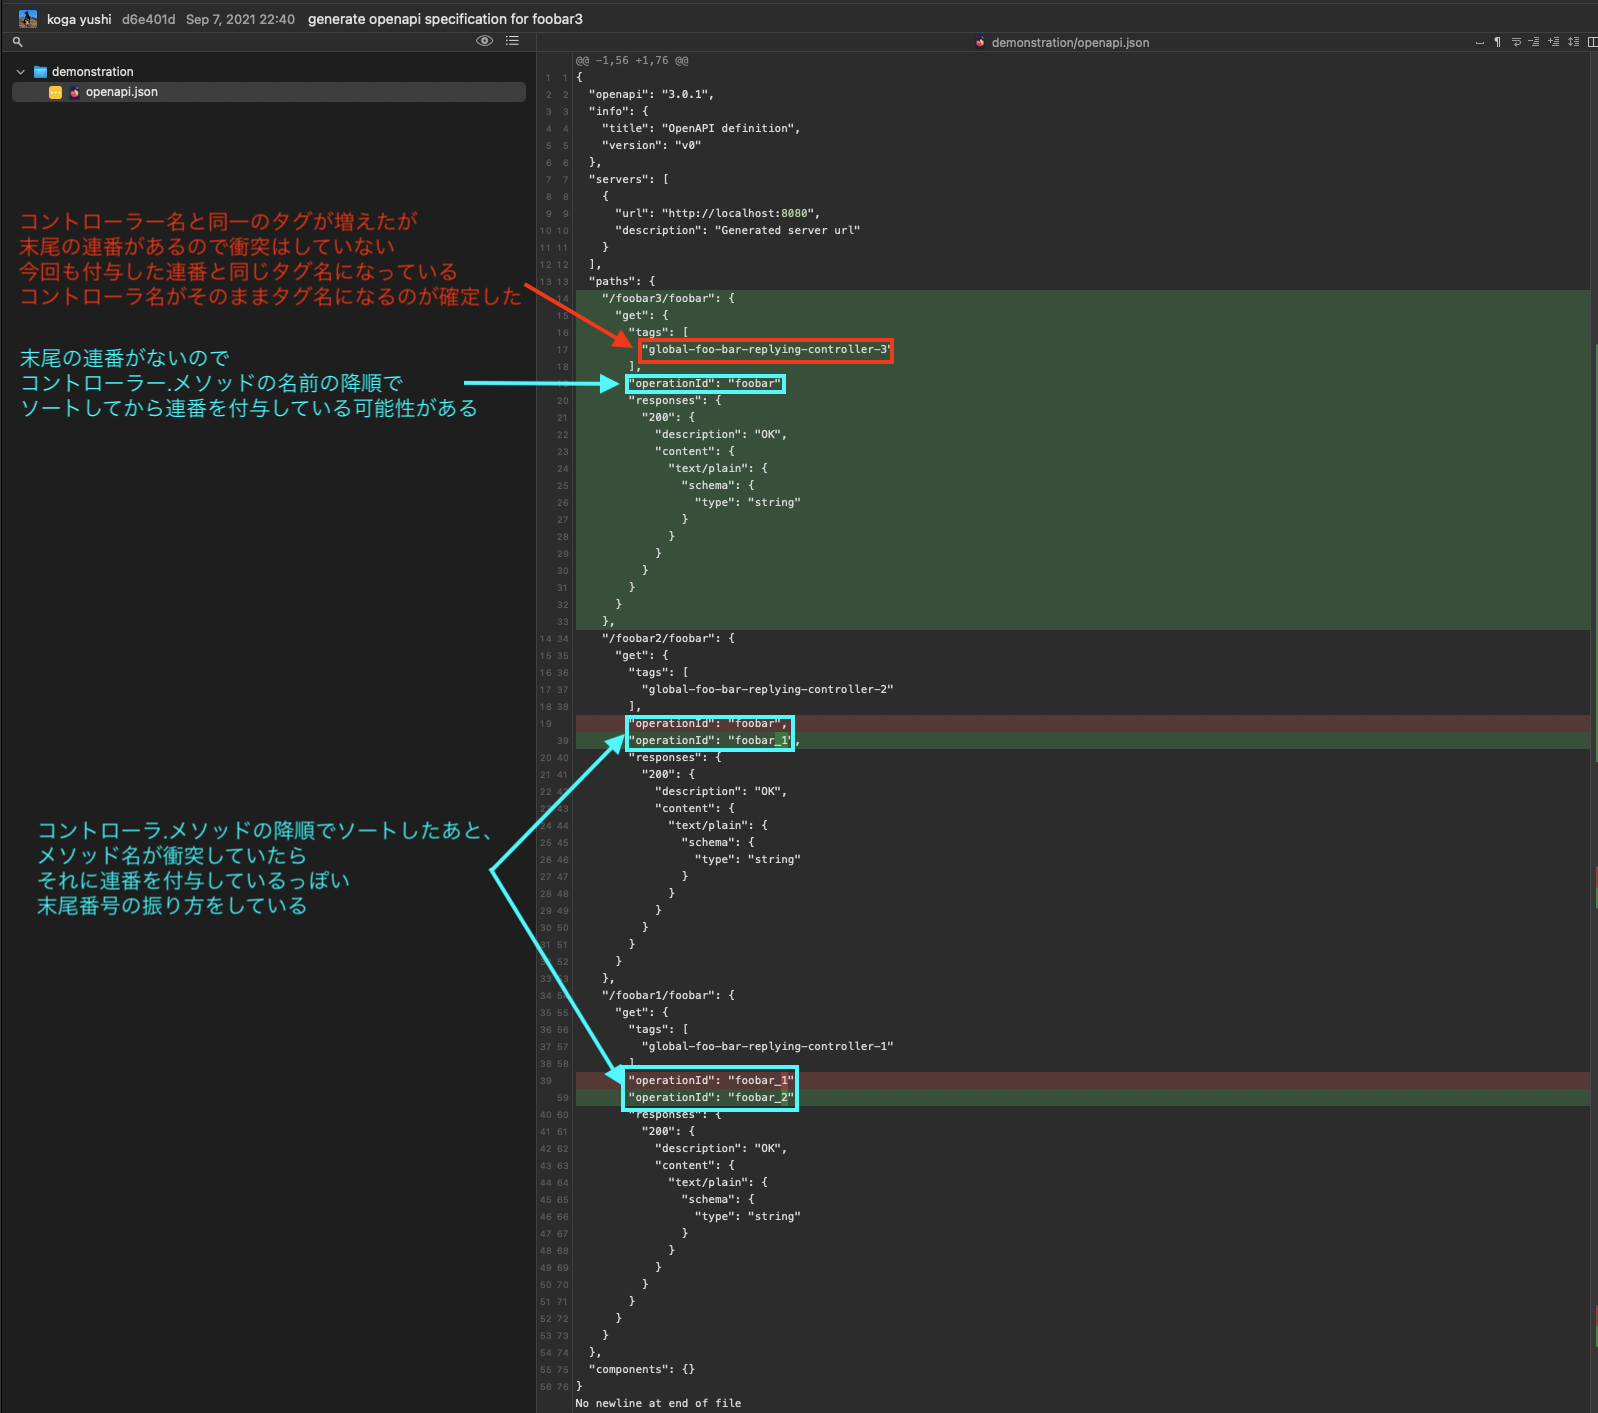 koga yushi d6e401d Sep 7, 2021 22:40 generate openapi specification for foobar3
demonstration/openapi.json
demonstration
openapi.json
コントローラー名と同一のタグが増えたが
末尾の連番があるので衝突はしていない
今回も付与した連番と同じタグ名になっている
コントローラ名がそのままタグ名になるのが確定した
末尾の連番がないので
コントローラー.メソッドの名前の降順で
ソートしてから連番を付与している可能性がある
コントローラ.メソッドの降順でソートしたあと、
メソッド名が衝突していたら
それに連番を付与しているっぽい
末尾番号の振り方をしている
@@ -1,56 +1,76 @@
1 1 {
2 2 "openapi": "3.0.1",
3 3 "info": {
4 4 "title": "OpenAPI definition",
5 5 "version": "v0"
6 6 },
7 7 "servers": [
8 8 {
9 9 "url": "http://localhost:8080",
10 10 "description": "Generated server url"
11 11 }
12 12 ],
13 13 "paths": {
14 "/foobar3/foobar": {
15 "get": {
16 "tags": [
17 "global-foo-bar-replying-controller-3"
18 ],
"operationId": "foobar"
20 "responses": {
21 "200": {
22 "description": "OK",
23 "content": {
24 "text/plain": {
25 "schema": {
26 "type": "string"
27 }
28 }
29 }
30 }
31 }
32 }
33 },
14 34 "/foobar2/foobar": {
15 35 "get": {
16 36 "tags": [
17 37 "global-foo-bar-replying-controller-2"
18 38 ],
19 "operationId": "foobar",
39 "operationId": "foobar_1",
20 40 "responses": {
21 41 "200": {
22 42 "description": "OK",
23 43 "content": {
24 44 "text/plain": {
25 45 "schema": {
26 46 "type": "string"
27 47 }
28 48 }
29 49 }
30 50 }
31 51 }
52 }
33 53 },
34 54 "/foobar1/foobar": {
35 55 "get": {
36 56 "tags": [
37 57 "global-foo-bar-replying-controller-1"
38 58 ]
39 "operationId": "foobar_1"
59 "operationId": "foobar_2"
40 60 "responses": {
41 61 "200": {
42 62 "description": "OK",
43 63 "content": {
44 64 "text/plain": {
45 65 "schema": {
46 66 "type": "string"
47 67 }
48 68 }
49 69 }
50 70 }
51 71 }
52 72 }
53 73 }
54 74 },
55 75 "components": {}
56 76 }
No newline at end of file